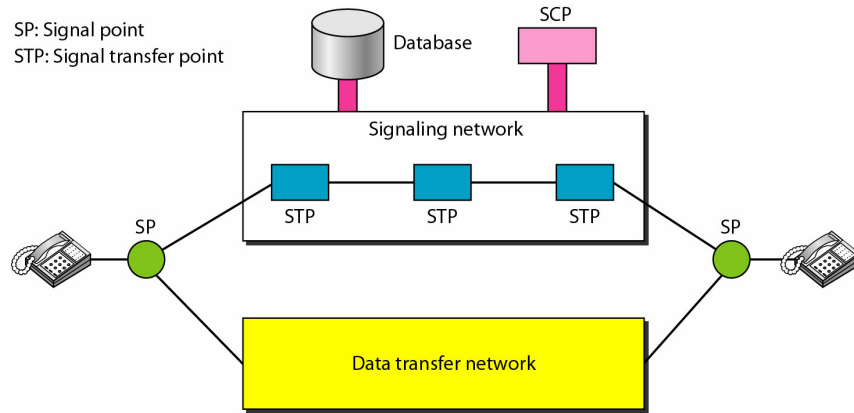 SP: Signal point
STP: Signal transfer point
Database
SCP
Signaling network
STP
STP
STP
SP
SP
Data transfer network